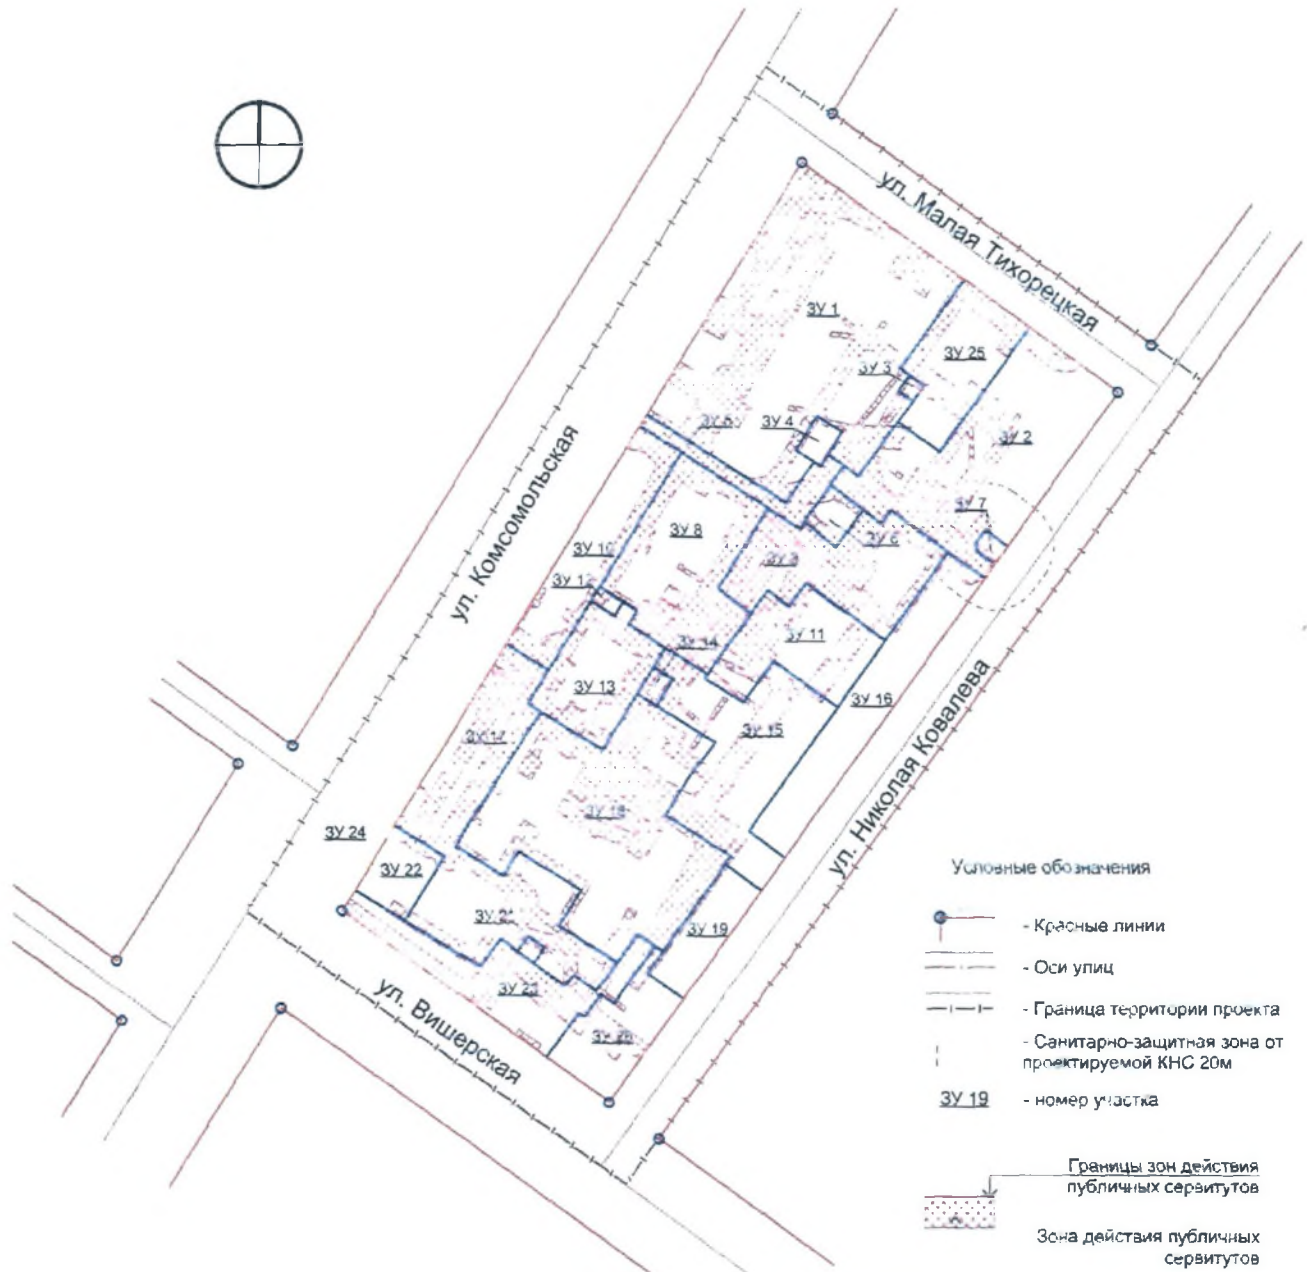 ул. Малая Тихорецкая
ЗУ 1
ЗУ 25
ЗУ 3
ЗУ 4
ЗУ 2
ул. Комсомольская
ЗУ 7
ЗУ 8
ЗУ 6
ЗУ 10
ЗУ 11
ЗУ 14
ЗУ 13
ЗУ 16
ЗУ 15
ул. Николая Ковалева
ЗУ 24
ЗУ 22
ЗУ 19
ЗУ 23
ул. Вишерская
Условные обозначения
- Красные линии
- Оси улиц
- Граница территории проекта
- Санитарно-защитная зона от
проектируемой КНС 20м
ЗУ 19 - номер участка
Границы зон действия
публичных сервитутов
Зона действия публичных
сервитутов